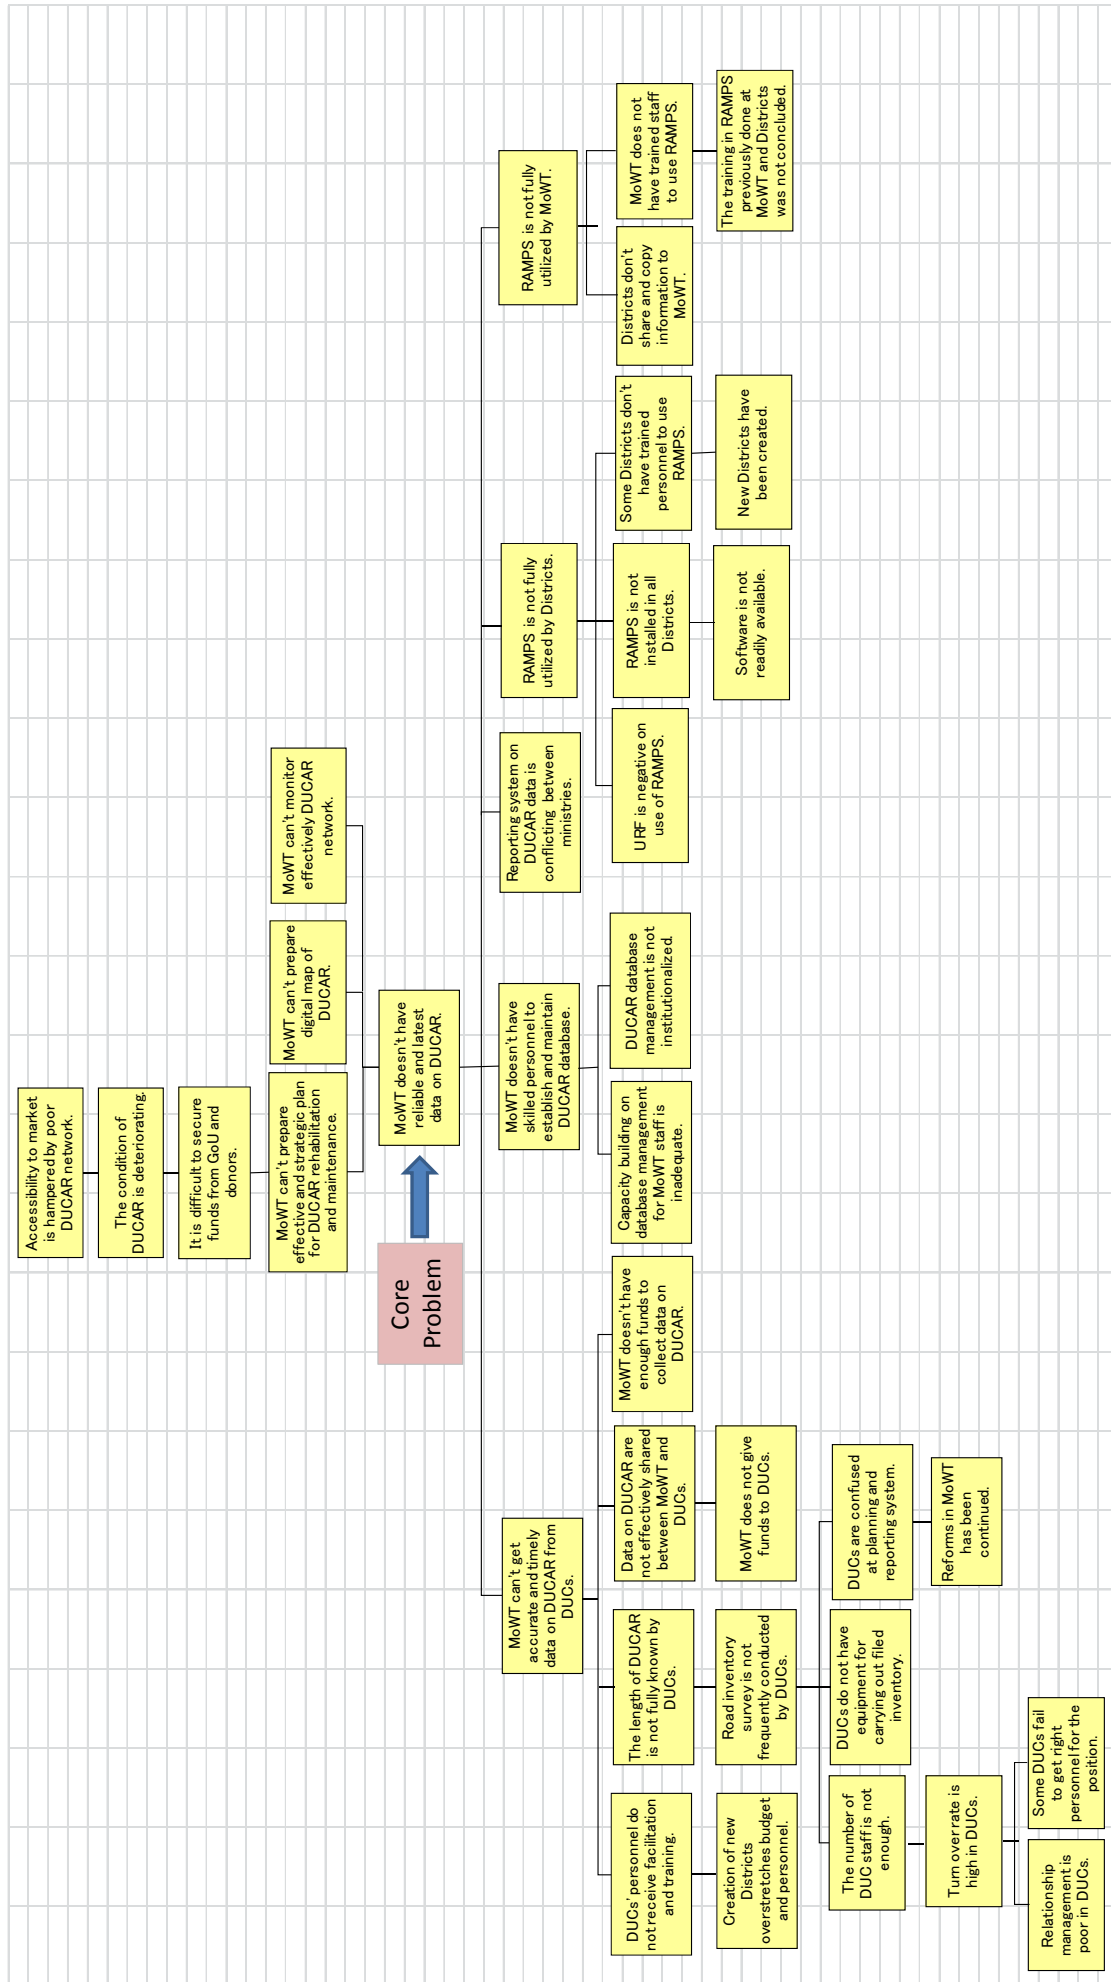 Accessibility to market
is hampered by poor
DUCAR network.
The condition of
DUCAR is deteriorating.
It is difficult to secure
funds from GoU and
donors.
MoWT can't prepare
effective and strategic plan
for DUCAR rehabilitation
and maintenance.
MoWT can't prepare
digital map of
DUCAR.
MoWT can't monitor
effectively DUCAR
network.
Core
Problem
MoWT doesn't have
reliable and latest
data on DUCAR.
MoWT can't get
accurate and timely
data on DUCAR from
DUCs.
MoWT doesn't have
skilled personnel to
establish and maintain
DUCAR database.
Reporting system on
DUCAR data is
conflicting between
ministries.
RAMPS is not fully
utilized by Districts.
RAMPS is not fully
utilized by MoWT.
DUCs' personnel do
not receive facilitation
and training.
The length of DUCAR
is not fully known by
DUCs.
Data on DUCAR are
not effectively shared
between MoWT and
DUCs.
MoWT doesn't have
enough funds to
collect data on
DUCAR.
Capacity building on
database management
for MoWT staff is
inadequate.
DUCAR database
management is not
institutionalized.
URF is negative on
use of RAMPS.
RAMPS is not
installed in all
Districts.
Some Districts don't
have trained
personnel to use
RAMPS.
Districts don't
share and copy
information to
MoWT.
MoWT does not
have trained staff
to use RAMPS.
Creation of new
Districts
overstretches budget
and personnel.
Road inventory
survey is not
frequently conducted
by DUCs.
MoWT does not give
funds to DUCs.
Software is not
readily available.
New Districts have
been created.
The training in RAMPS
previously done at
MoWT and Districts
was not concluded.
The number of
DUC staff is not
enough.
DUCs do not have
equipment for
carrying out filed
inventory.
DUCs are confused
at planning and
reporting system.
Turn over rate is
high in DUCs.
Reforms in MoWT
has been
continued.
Relationship
management is
poor in DUCs.
Some DUCs fail
to get right
personnel for the
position.